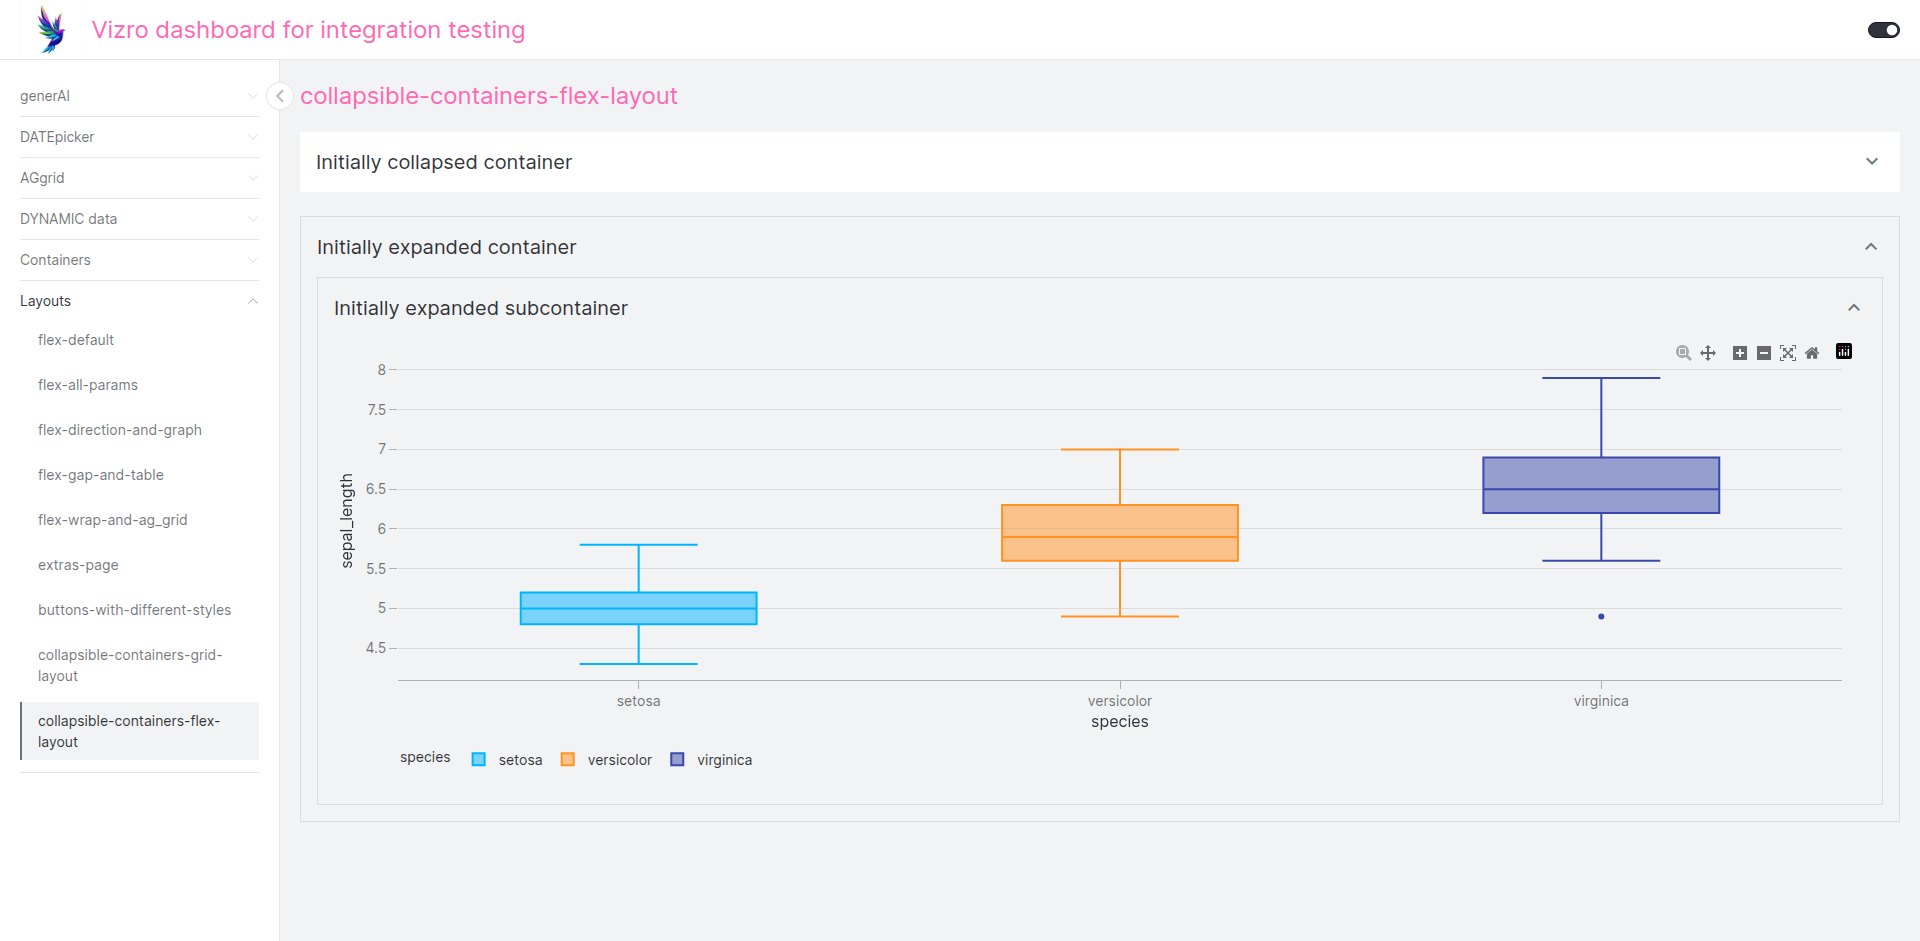 Vizro dashboard for integration testing
generAI
DATEpicker
AGgrid
DYNAMIC data
Containers
Layouts
flex-default
flex-all-params
flex-direction-and-graph
flex-gap-and-table
flex-wrap-and-ag_grid
extras-page
buttons-with-different-styles
collapsible-containers-grid-
layout
collapsible-containers-flex-
layout
collapsible-containers-flex-layout
Initially collapsed container
Initially expanded container
Initially expanded subcontainer
8
7.5
7
6.5
6
5.5
5
4.5
sepal_length
setosa versicolor virginica
species
species setosa versicolor virginica